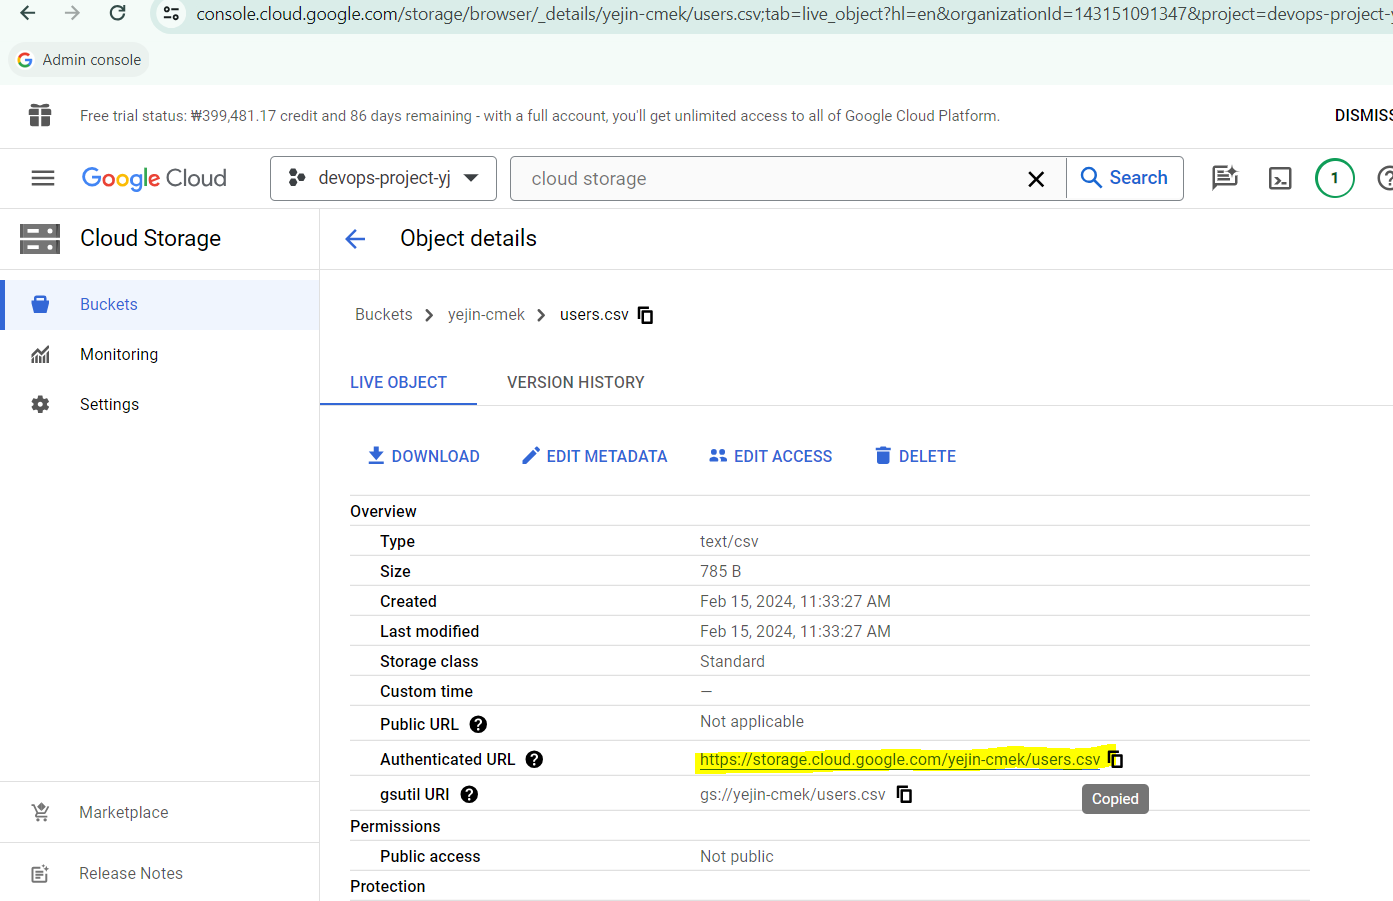 console.cloud.google.com/storage/browser/_details/yejin-cmek/users.csv;tab=live_object?hl=en&organizationId=143151091347&project=devops-project-y
Admin console
Free trial status: ₩399,481.17 credit and 86 days remaining - with a full account, you'll get unlimited access to all of Google Cloud Platform.
DISMISS
Google Cloud
devops-project-yj
cloud storage
Search
1
Cloud Storage
Object details
Buckets
Monitoring
Settings
Marketplace
Release Notes
Buckets > yejin-cmek > users.csv
LIVE OBJECT
VERSION HISTORY
DOWNLOAD
EDIT METADATA
EDIT ACCESS
DELETE
Overview
Type text/csv
Size 785 B
Created Feb 15, 2024, 11:33:27 AM
Last modified Feb 15, 2024, 11:33:27 AM
Storage class Standard
Custom time —
Public URL Not applicable
Authenticated URL https://storage.cloud.google.com/yejin-cmek/users.csv
gsutil URI gs://yejin-cmek/users.csv
Copied
Permissions
Public access Not public
Protection